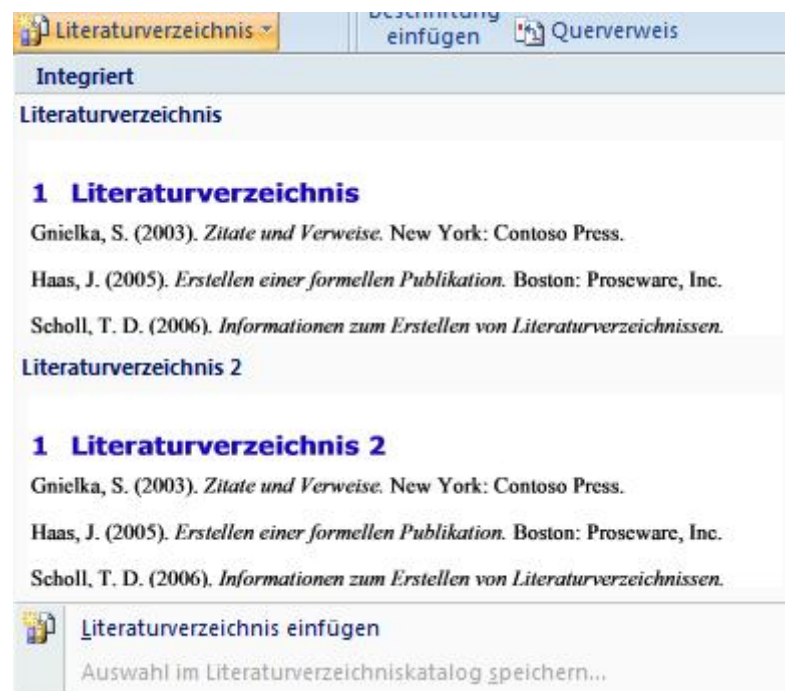 Literaturverzeichnis
Beschriftung
einfügen
Querverweis
Integriert
Literaturverzeichnis
1 Literaturverzeichnis
Gnielka, S. (2003). Zitate und Verweise. New York: Contoso Press.
Haas, J. (2005). Erstellen einer formellen Publikation. Boston: Proseware, Inc.
Scholl, T. D. (2006). Informationen zum Erstellen von Literaturverzeichnissen.
Literaturverzeichnis 2
1 Literaturverzeichnis 2
Gnielka, S. (2003). Zitate und Verweise. New York: Contoso Press.
Haas, J. (2005). Erstellen einer formellen Publikation. Boston: Proseware, Inc.
Scholl, T. D. (2006). Informationen zum Erstellen von Literaturverzeichnissen.
Literaturverzeichnis einfügen
Auswahl im Literaturverzeichniskatalog speichern...